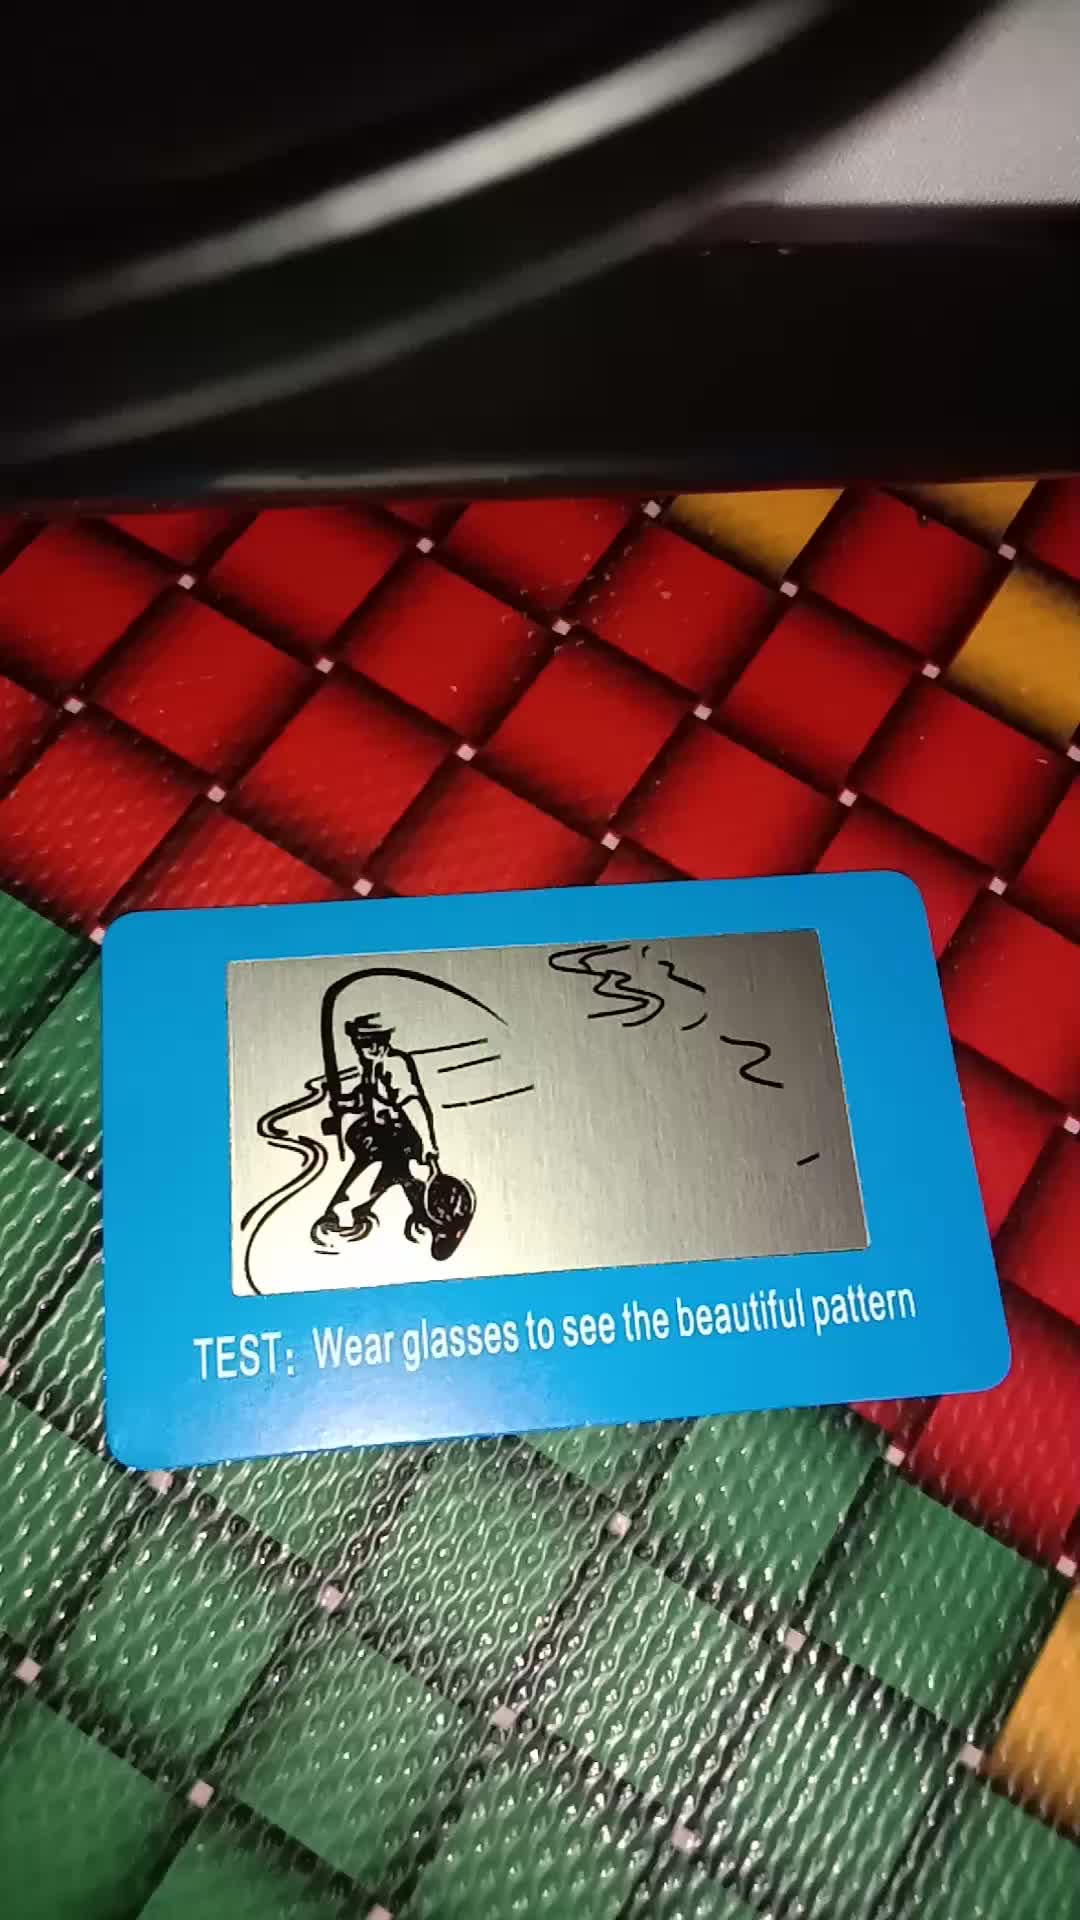 TEST: Wear glasses to see the beautiful pattern